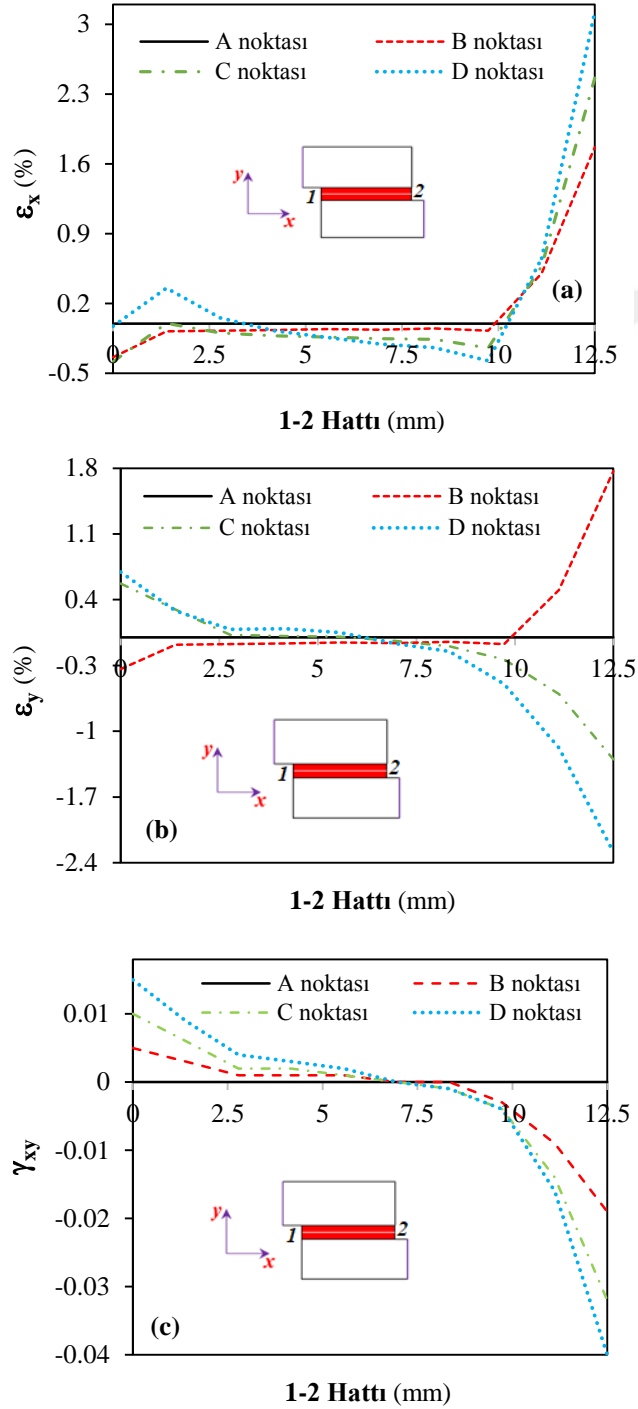 A noktası B noktası
C noktası D noktası
3
2.3
1.6
0.9
0.2
-0.5
εx (%)
y
x
1
2
(a)
0 2.5 5 7.5 10 12.5
1-2 Hattı (mm)
A noktası B noktası
C noktası D noktası
1.8
1.1
0.4
-0.3
-1
-1.7
-2.4
εy (%)
0 2.5 5 7.5 10 12.5
y
x
1
2
(b)
1-2 Hattı (mm)
A noktası B noktası
C noktası D noktası
0.01
0
-0.01
-0.02
-0.03
-0.04
γxy
0 2.5 5 7.5 10 12.5
y
x
1
2
(c)
1-2 Hattı (mm)